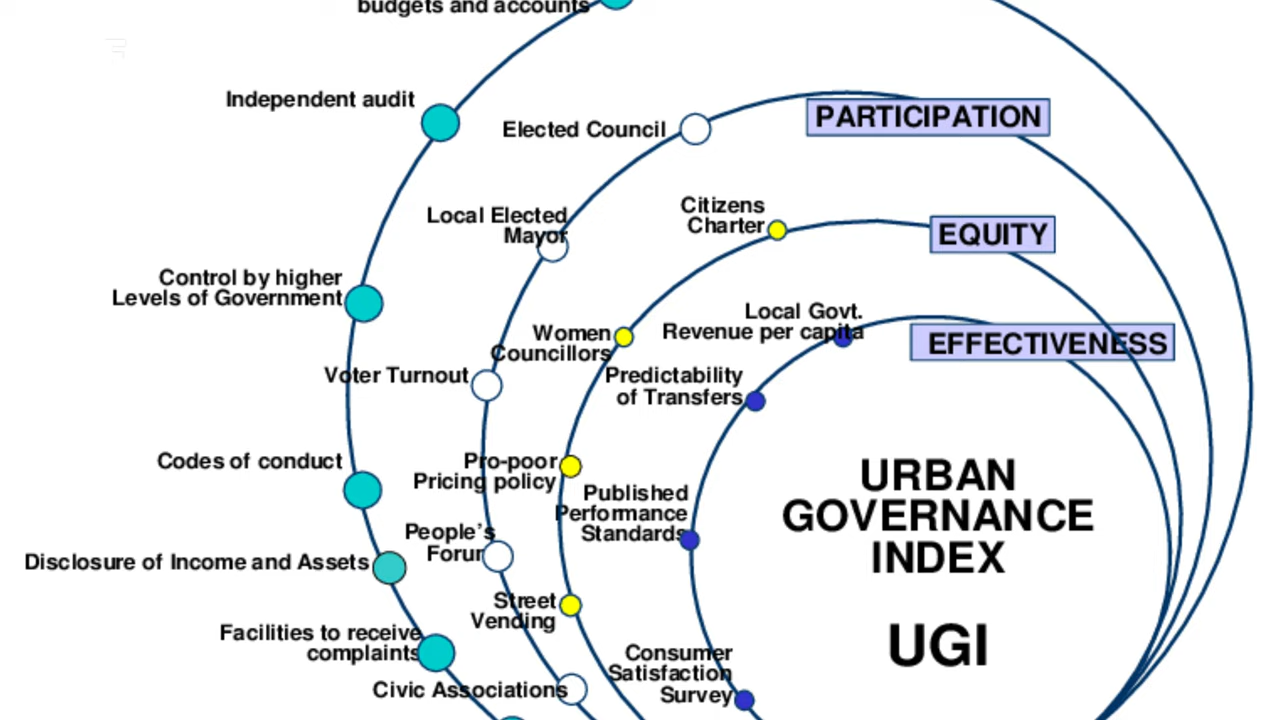 budgets and accounts
Independent audit
Elected Council
PARTICIPATION
Local Elected
Mayor
Citizens
Charter
EQUITY
Control by higher
Levels of Government
Local Govt.
Revenue per capita
Women
Councillors
EFFECTIVENESS
Voter Turnout
Predictability
of Transfers
Codes of conduct
Pro-poor
Pricing policy
Published
Performance
Standards
URBAN
GOVERNANCE
INDEX
People's
Forum
Disclosure of Income and Assets
Street
Vending
UGI
Facilities to receive
complaints
Consumer
Satisfaction
Survey
Civic Associations